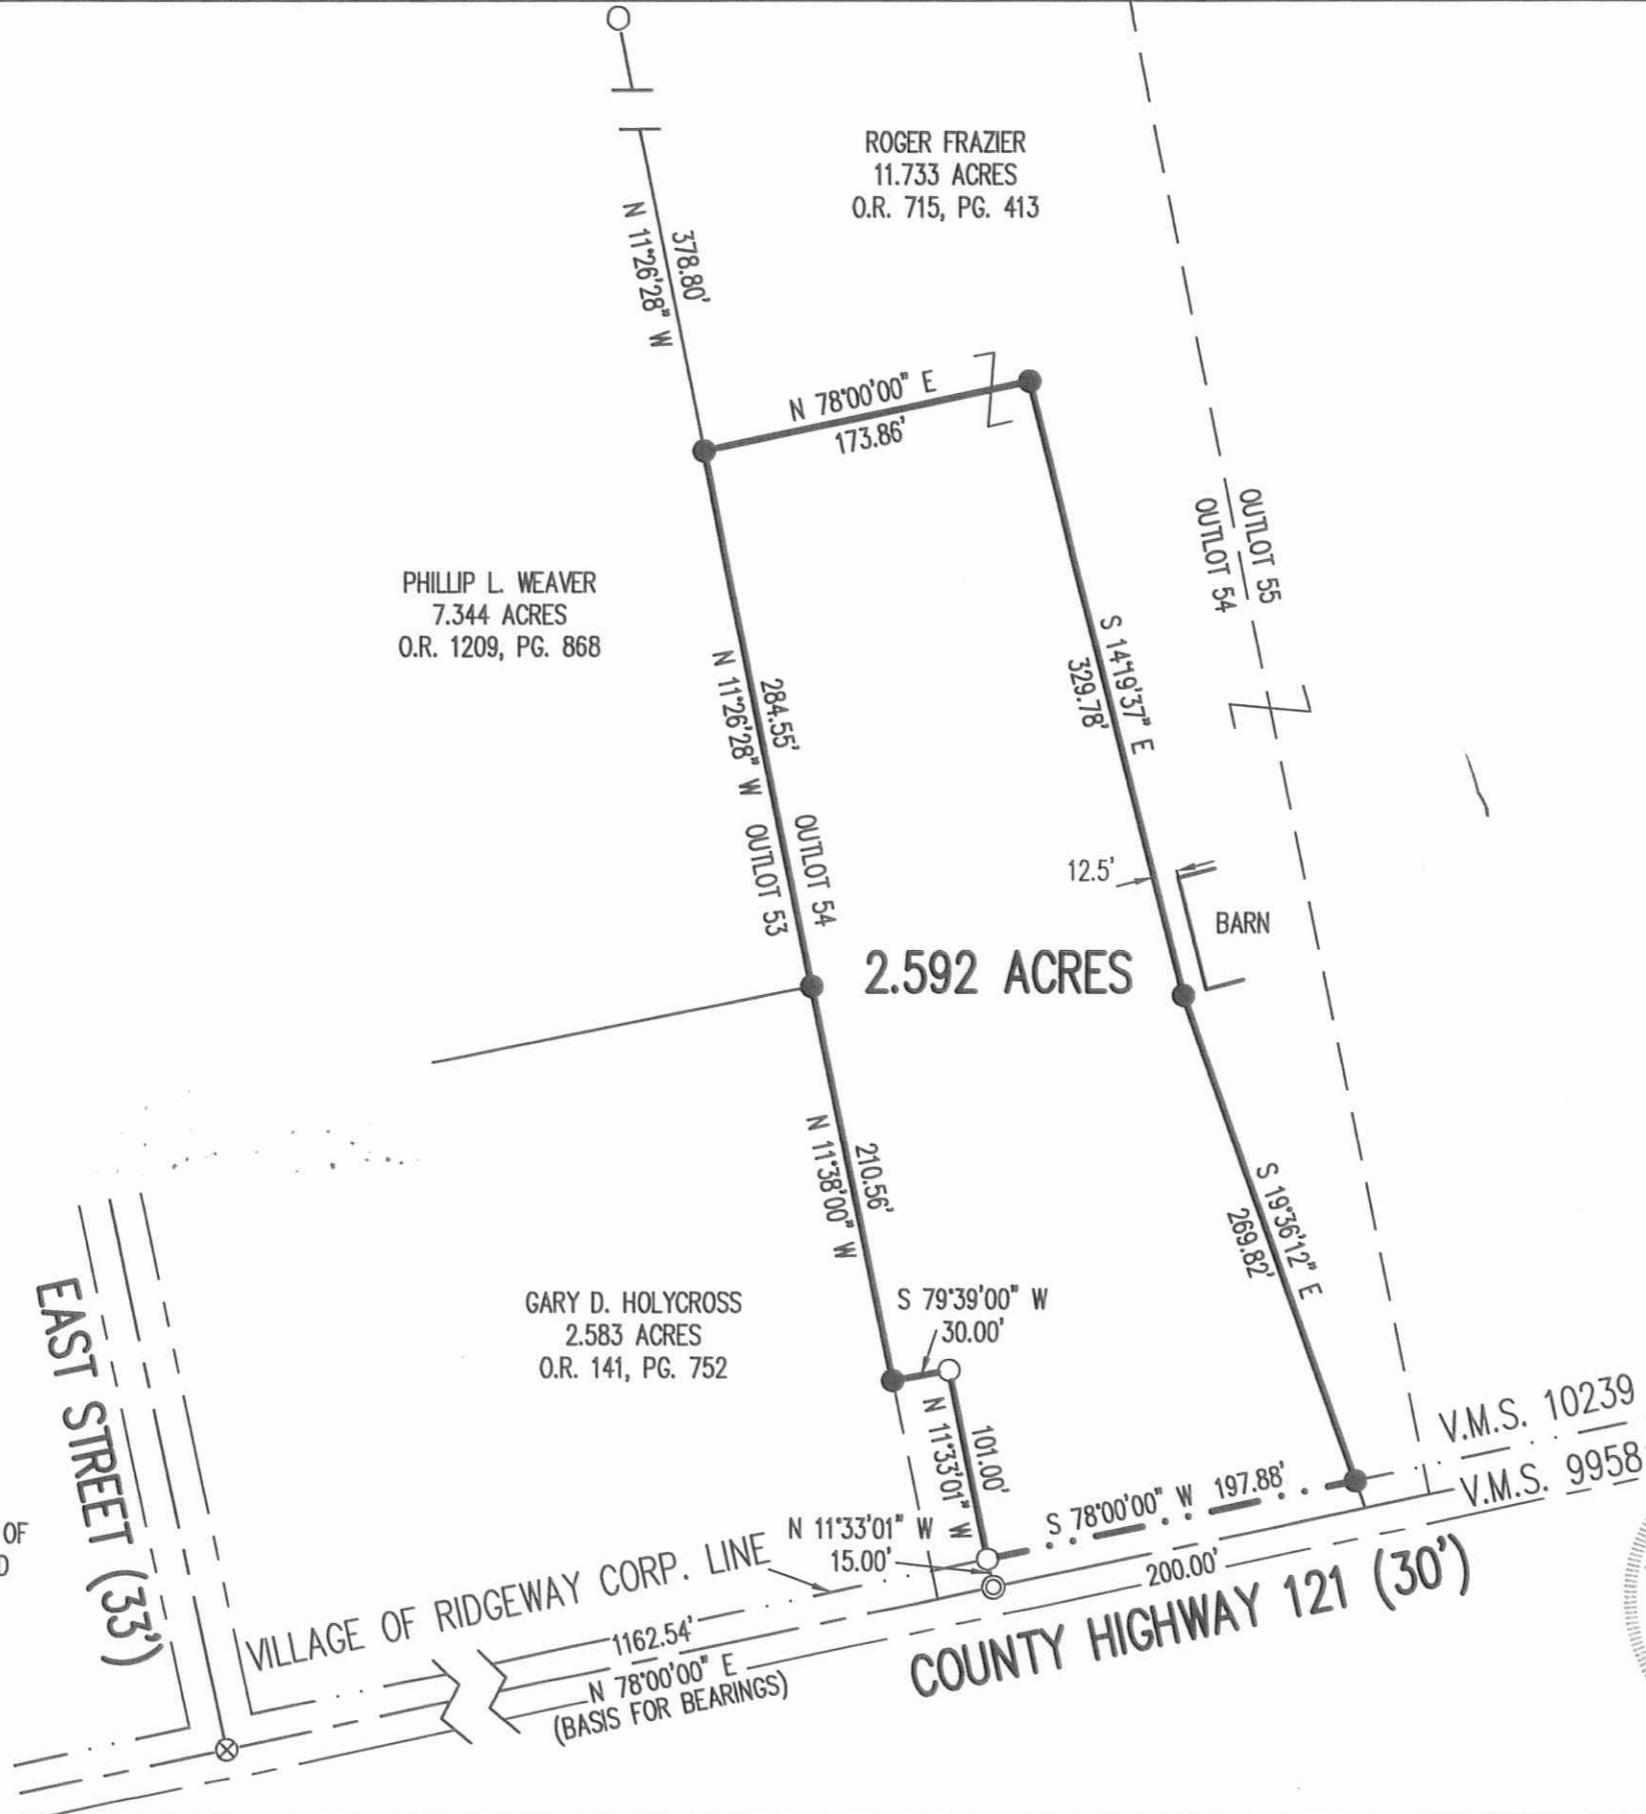 ROGER FRAZIER
11.733 ACRES
O.R. 715, PG. 413
378.80'
N 11°26'28" W
N 78°00'00" E
173.86'
OUTLOT 55
OUTLOT 54
PHILLIP L. WEAVER
7.344 ACRES
O.R. 1209, PG. 868
S 14°19'37" E
329.78'
284.55'
N 11°26'28" W
OUTLOT 54
OUTLOT 53
12.5'
BARN
2.592 ACRES
210.56'
N 11°38'00" W
S 19°36'12" E
269.82'
GARY D. HOLYCROSS
2.583 ACRES
O.R. 141, PG. 752
S 79°39'00" W
30.00'
EAST STREET (33')
101.00'
N 11°33'01" W
V.M.S. 10239
V.M.S. 9958
S 78°00'00" W 197.88'
N 11°33'01" W
15.00'
OF
VILLAGE OF RIDGEWAY CORP. LINE
200.00'
COUNTY HIGHWAY 121 (30')
1162.54'
N 78°00'00" E
(BASIS FOR BEARINGS)